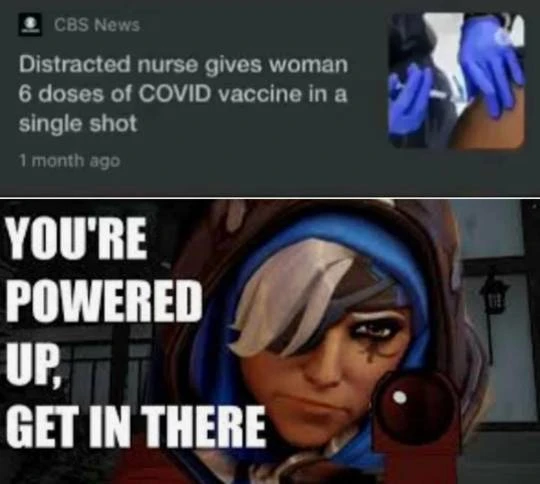 CBS News
Distracted nurse gives woman
6 doses of COVID vaccine in a
single shot
1 month ago
YOU'RE
POWERED
UP,
GET IN THERE